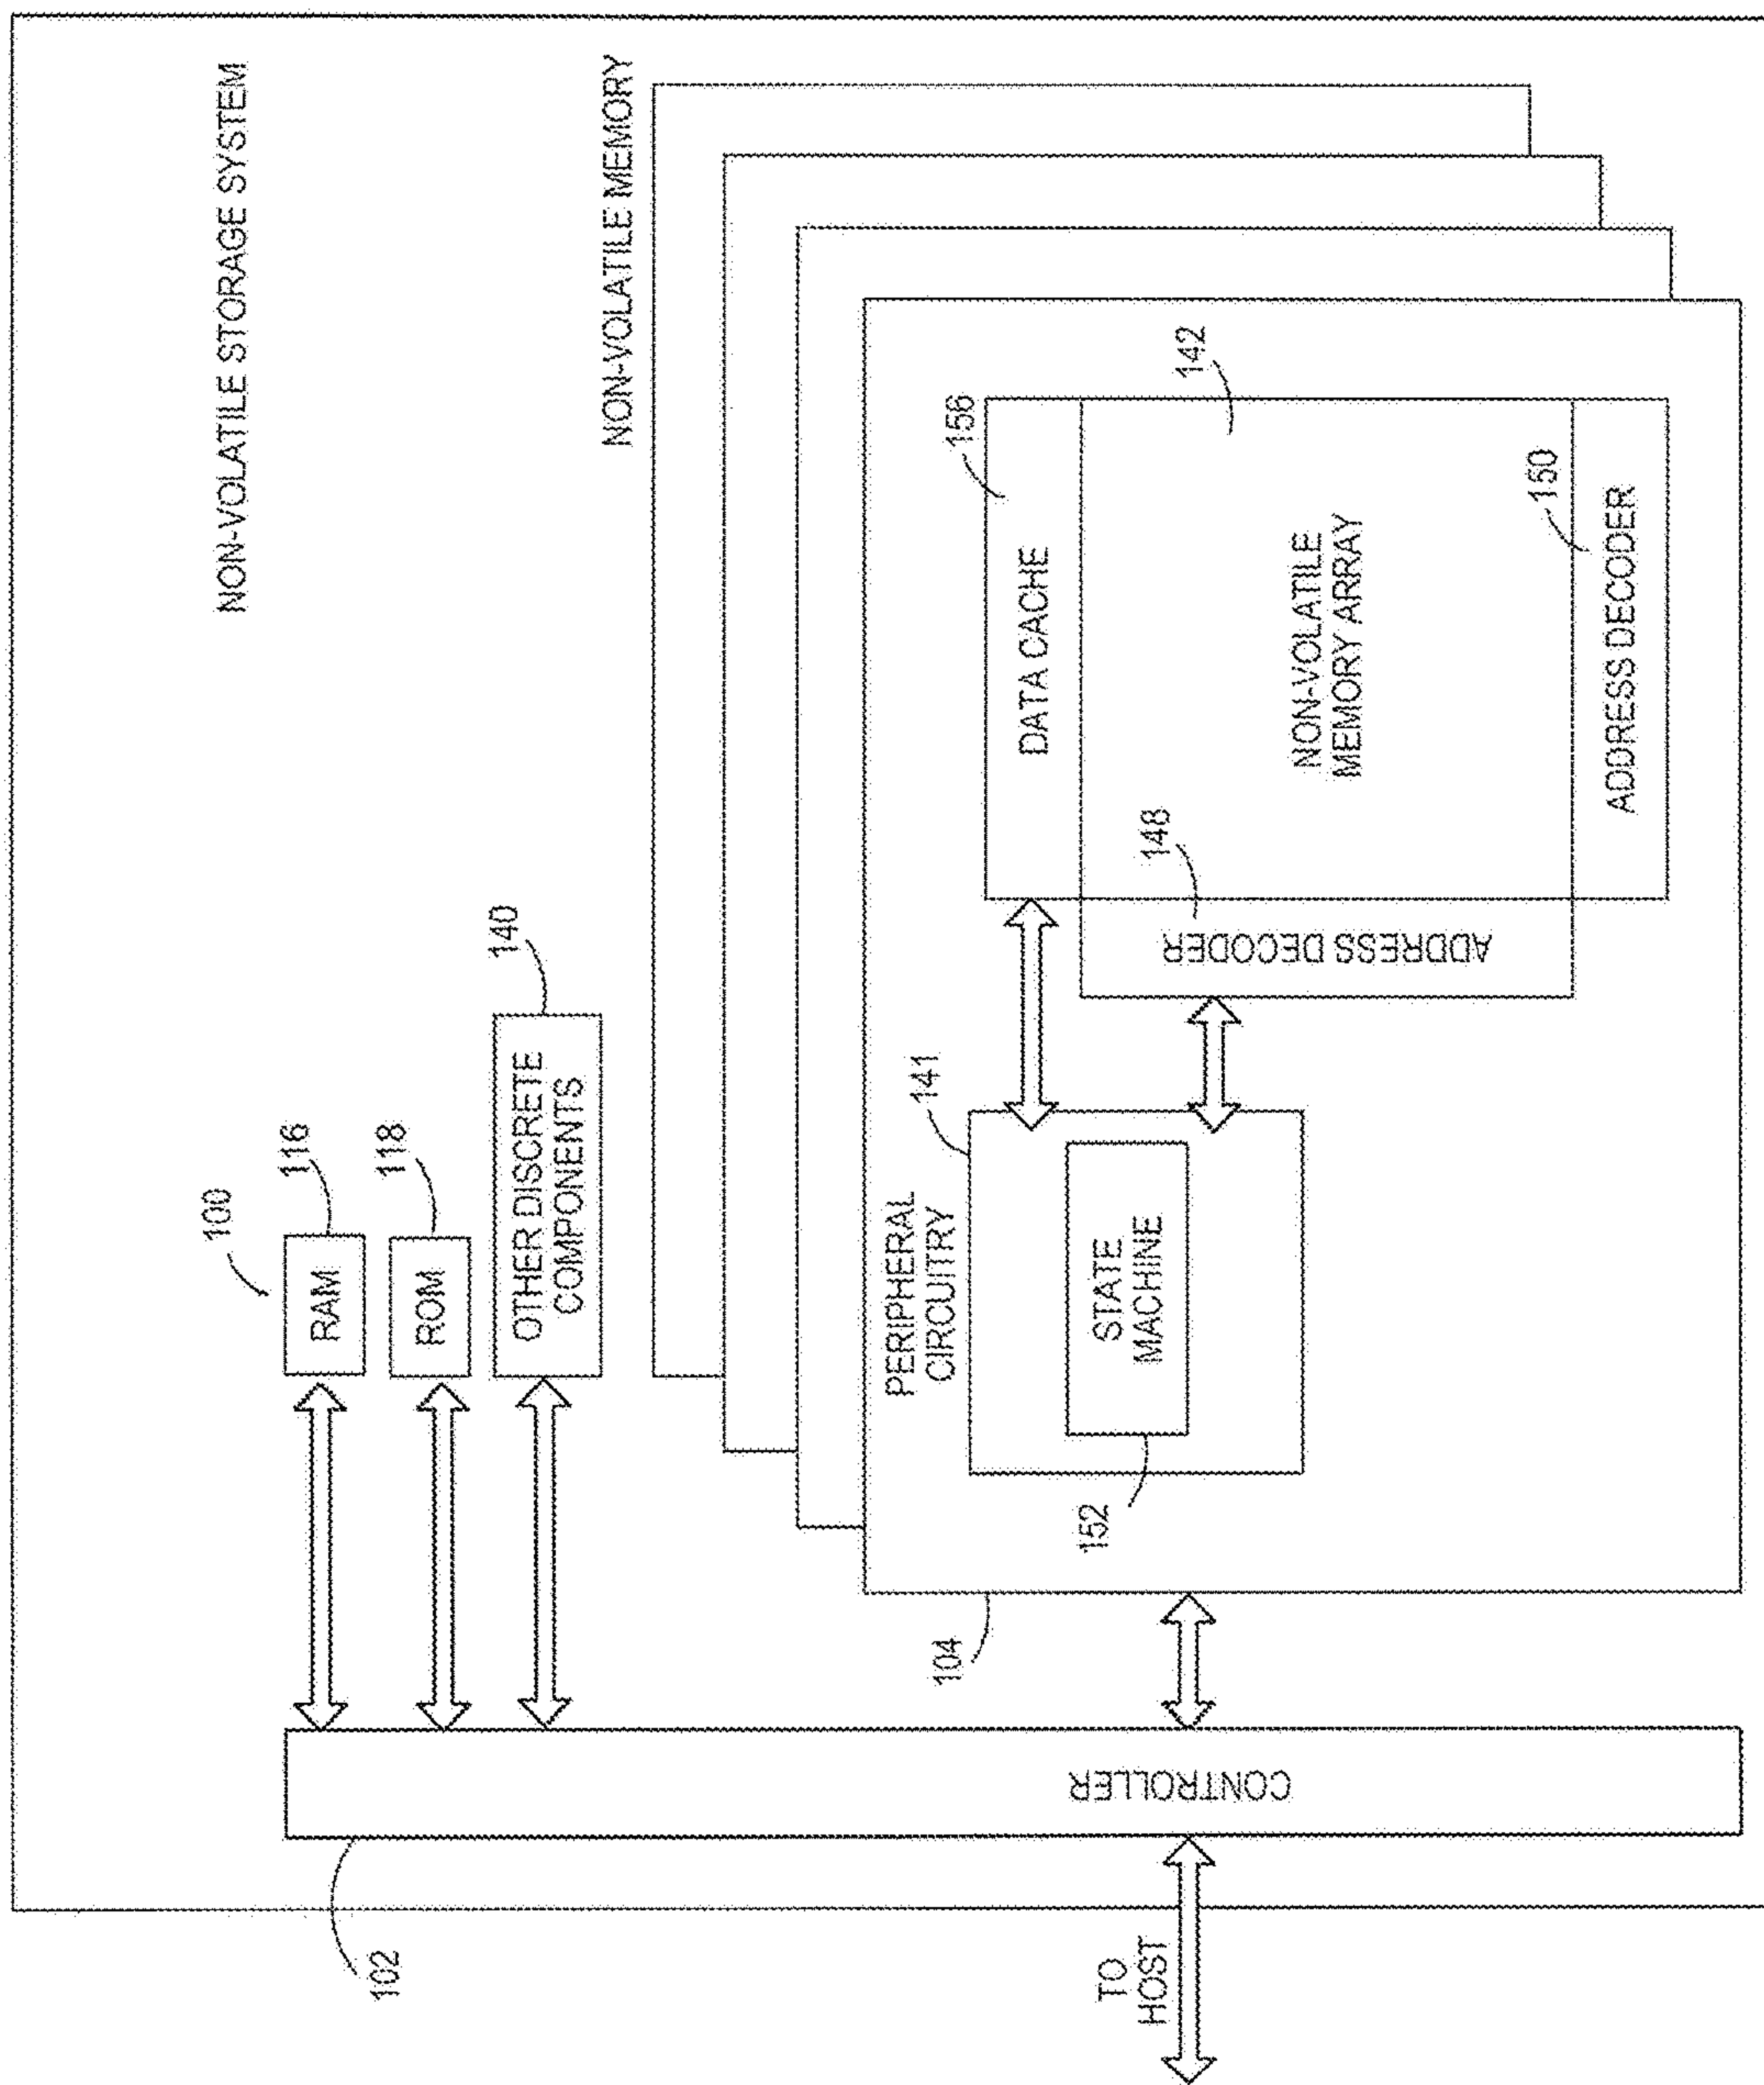 NON-VOLATILE STORAGE SYSTEM
100
RAM
116
ROM
118
OTHER DISCRETE
COMPONENTS
140
NON-VOLATILE MEMORY
102
CONTROLLER
TO
HOST
104
PERIPHERAL
CIRCUITRY
141
STATE
MACHINE
152
DATA CACHE
156
ADDRESS DECODER
148
NON-VOLATILE
MEMORY ARRAY
142
ADDRESS DECODER
150